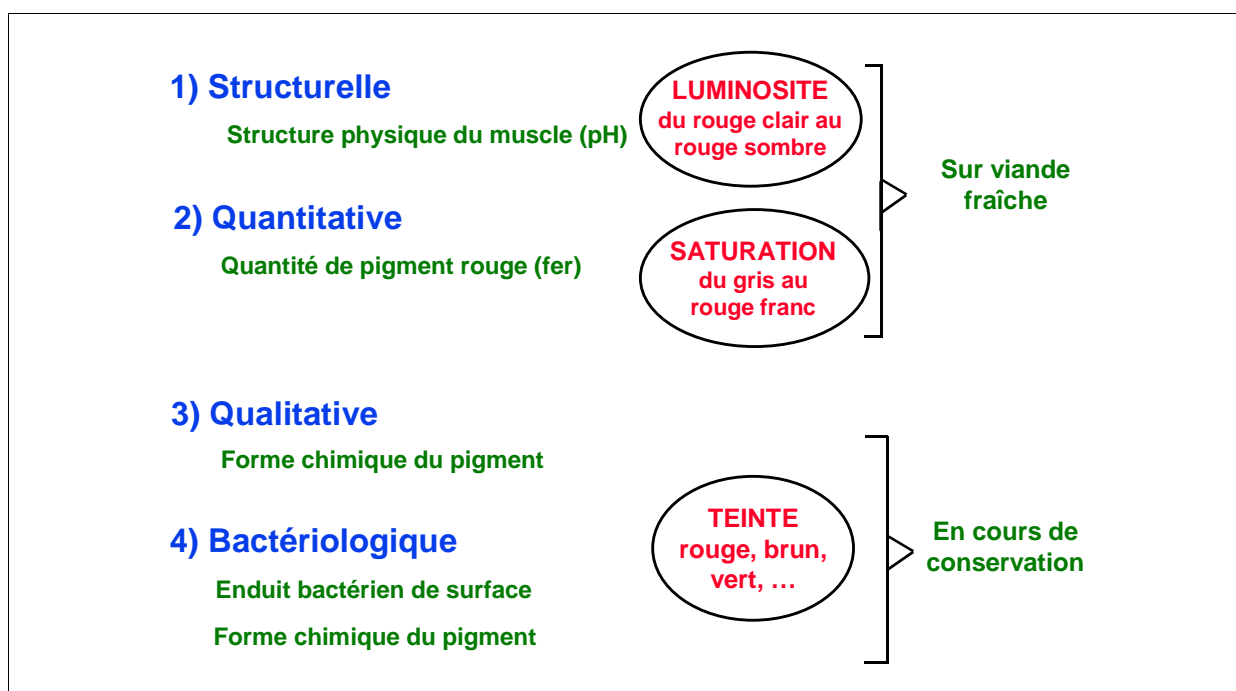 1) Structurelle
Structure physique du muscle (pH)
LUMINOSITE
du rouge clair au
rouge sombre
2) Quantitative
Quantité de pigment rouge (fer)
SATURATION
du gris au
rouge franc
Sur viande
fraîche
3) Qualitative
Forme chimique du pigment
4) Bactériologique
Enduit bactérien de surface
Forme chimique du pigment
TEINTE
rouge, brun,
vert, …
En cours de
conservation